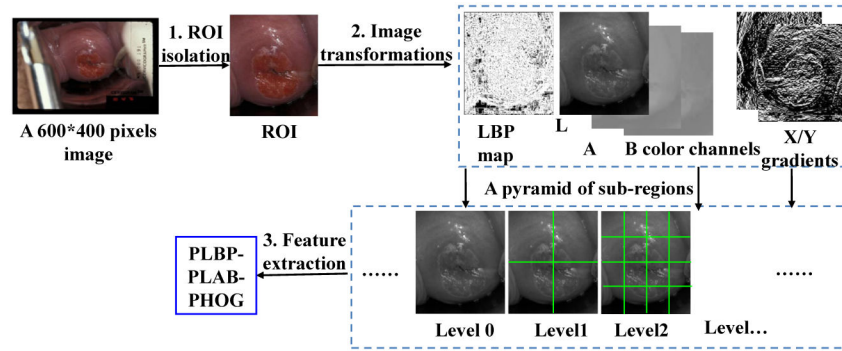 1. ROI
isolation
2. Image
transformations
A 600*400 pixels
image
ROI
LBP
map
L
A
B color channels
X/Y
gradients
A pyramid of sub-regions
3. Feature
extraction
PLBP-
PLAB-
PHOG
......
......
Level 0
Level1
Level2
Level...